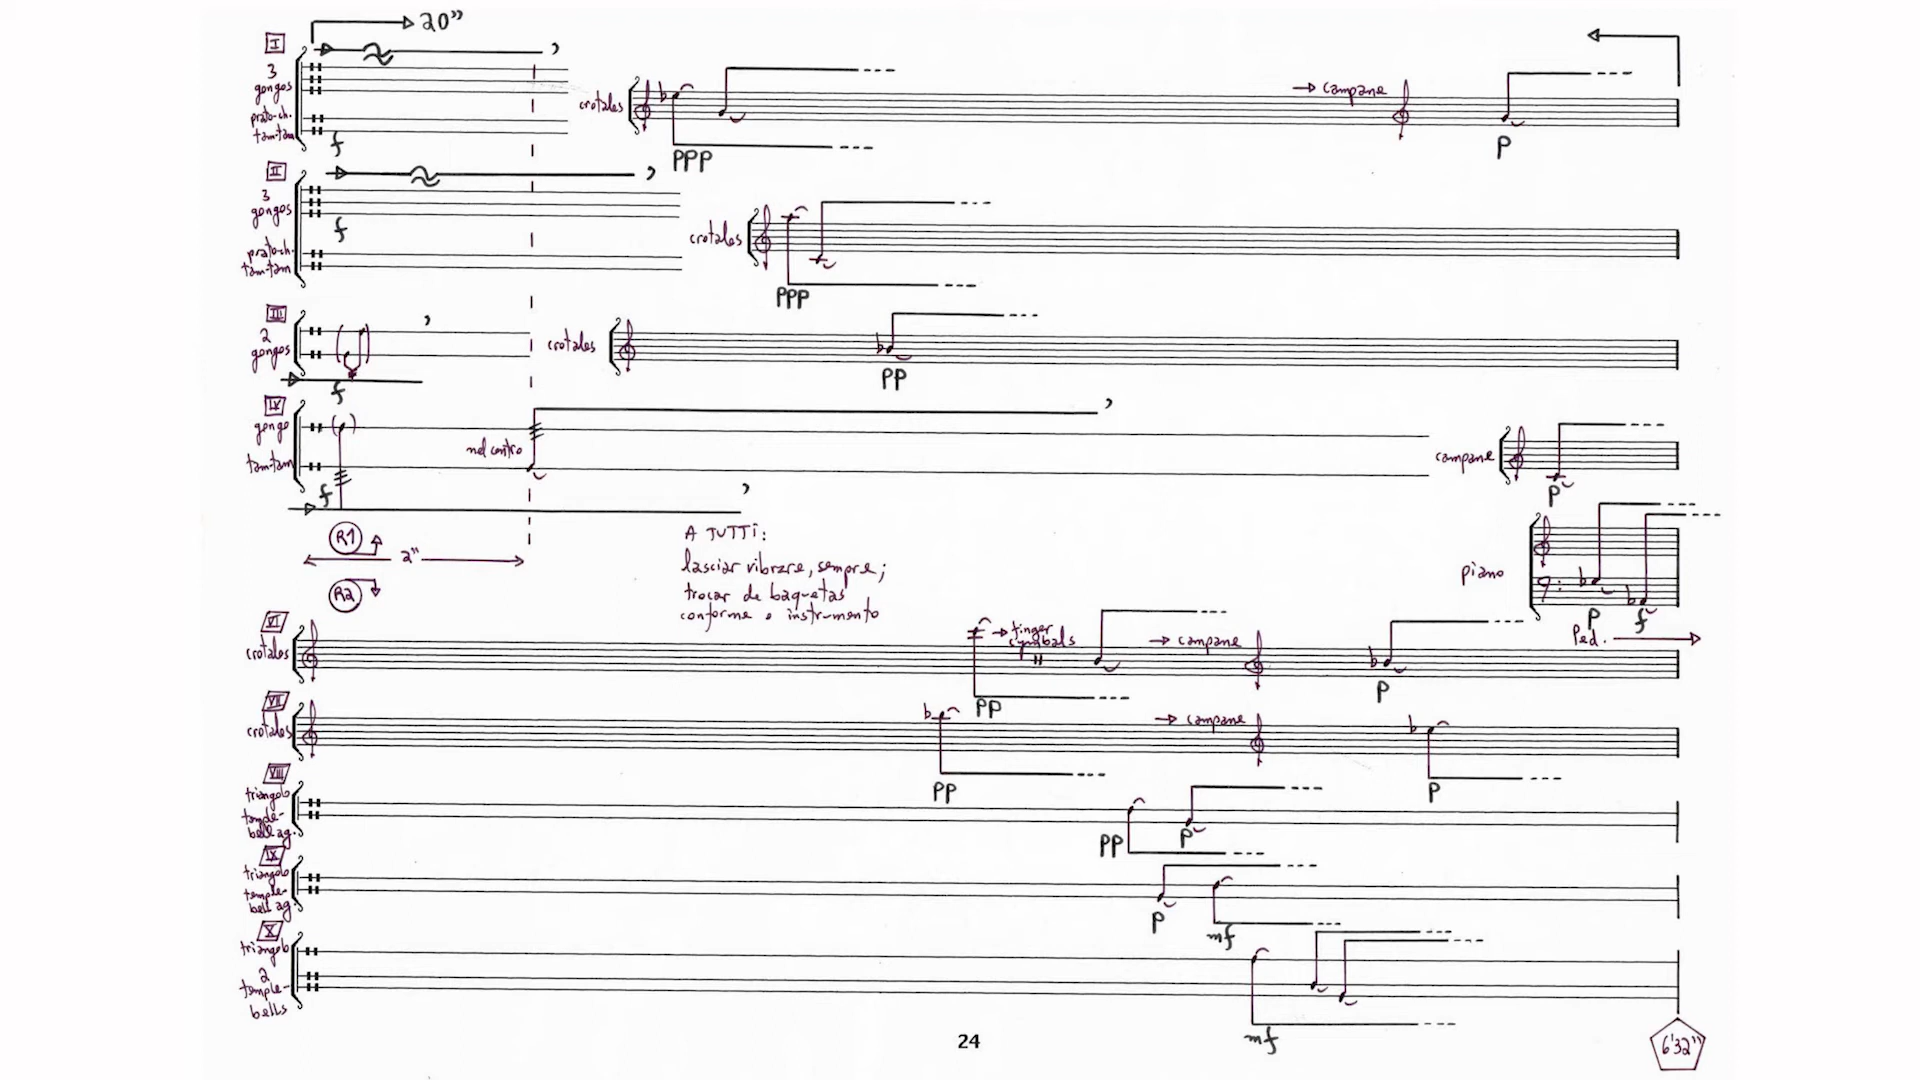 20”
I
3
gongos
prato-ch.
tam-tam
f
crotales
ppp
→ campane
p
II
3
gongos
prato-ch.
tam-tam
f
crotales
ppp
III
2
gongos
f
crotales
pp
IV
gongo
tam-tam
f
nel centro
campane
p
R1
2”
R2
A TUTTI:
lasciar vibrare, sempre;
trocar de baquetas
conforme o instrumento
piano
p f
Ped.
VI
crotales
→ finger
cymbals
→ campane
pp
p
VII
crotales
→ campane
pp
p
VIII
triangolo
temple-
bell ag.
pp p
IX
triangolo
temple-
bell ag.
p mf
X
triangolo
2
temple-
bells
mf
24
6'32”